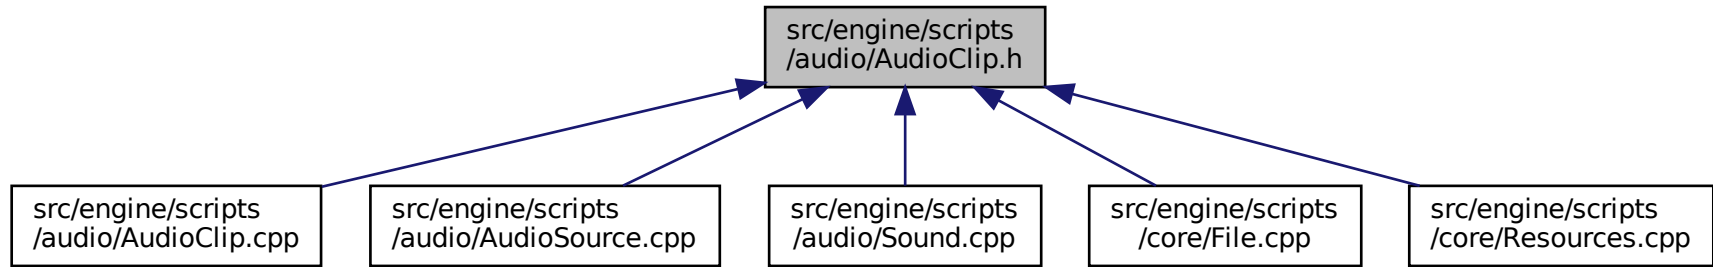 src/engine/scripts
/audio/AudioClip.h
src/engine/scripts
/audio/AudioClip.cpp
src/engine/scripts
/audio/AudioSource.cpp
src/engine/scripts
/audio/Sound.cpp
src/engine/scripts
/core/File.cpp
src/engine/scripts
/core/Resources.cpp